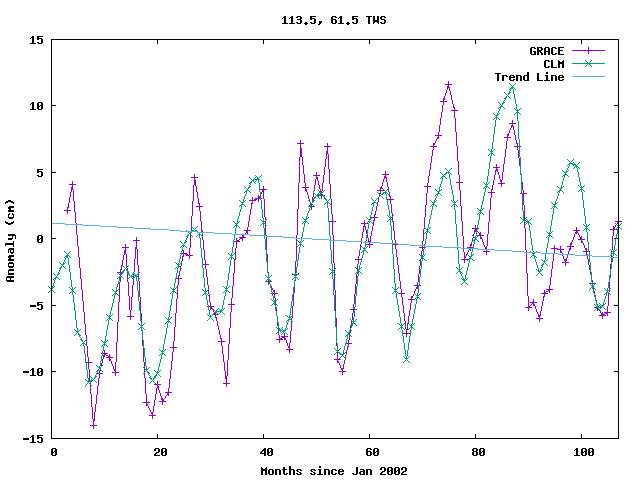 113.5, 61.5 TWS
GRACE
CLM
Trend Line
15
10
5
0
-5
-10
-15
Anomaly (cm)
0 20 40 60 80 100
Months since Jan 2002